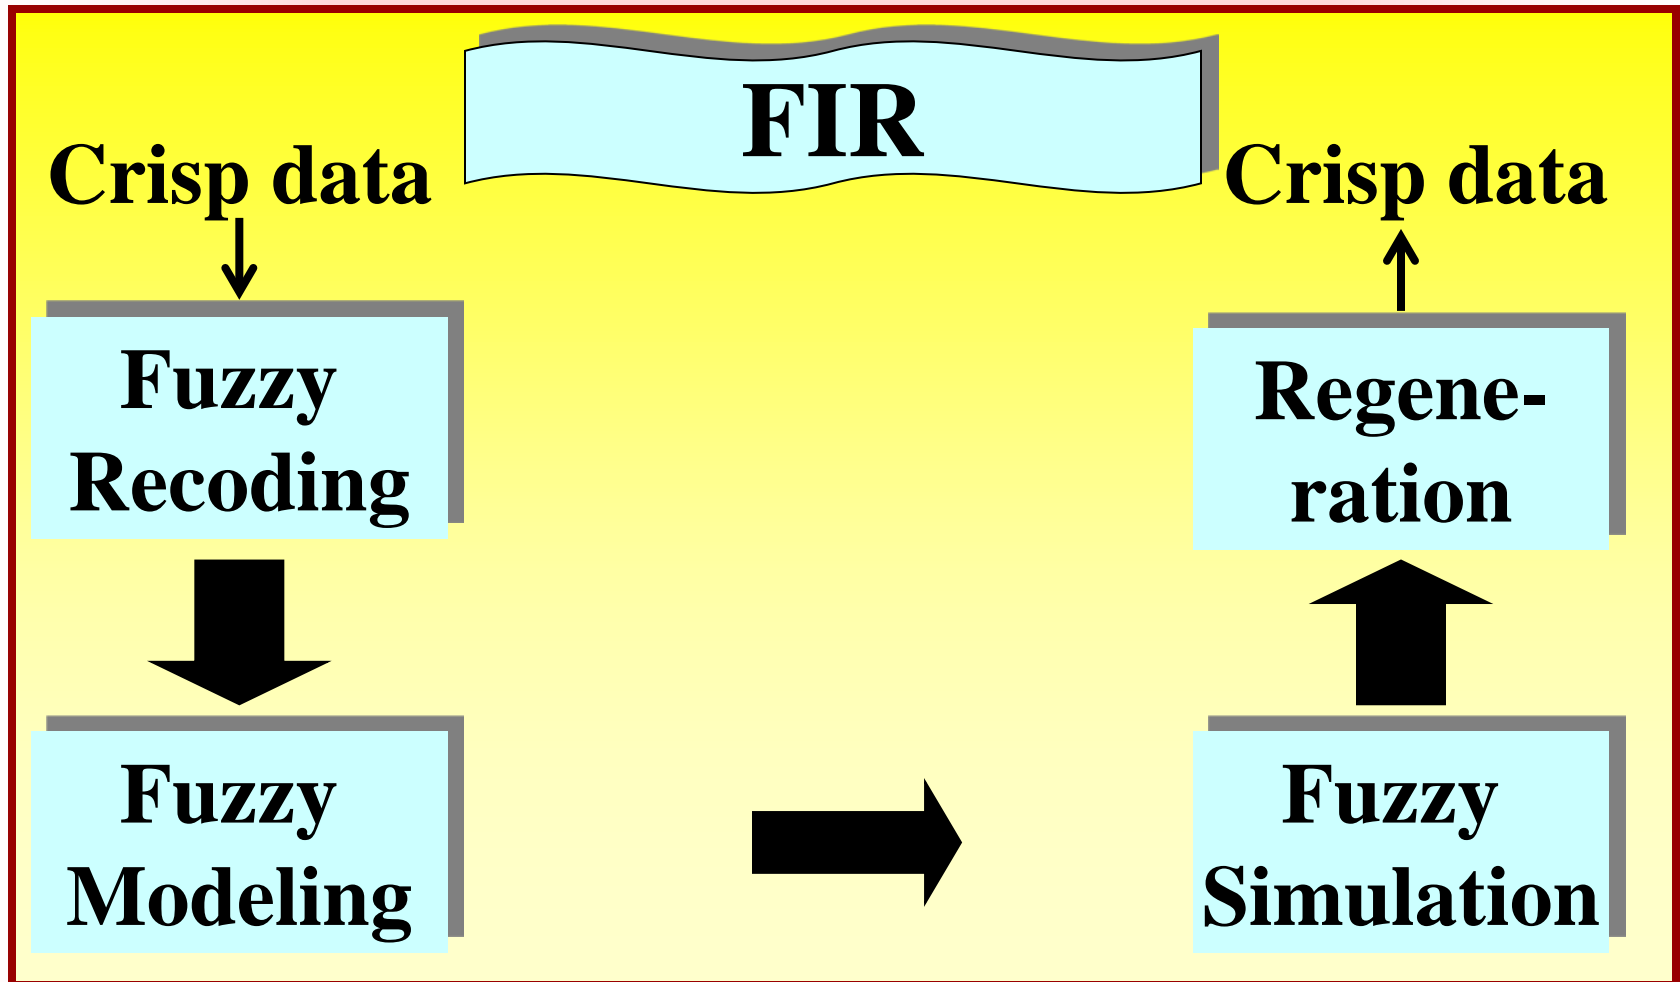 FIR
Crisp data
Crisp data
Fuzzy
Recoding
Regene-
ration
Fuzzy
Modeling
Fuzzy
Simulation